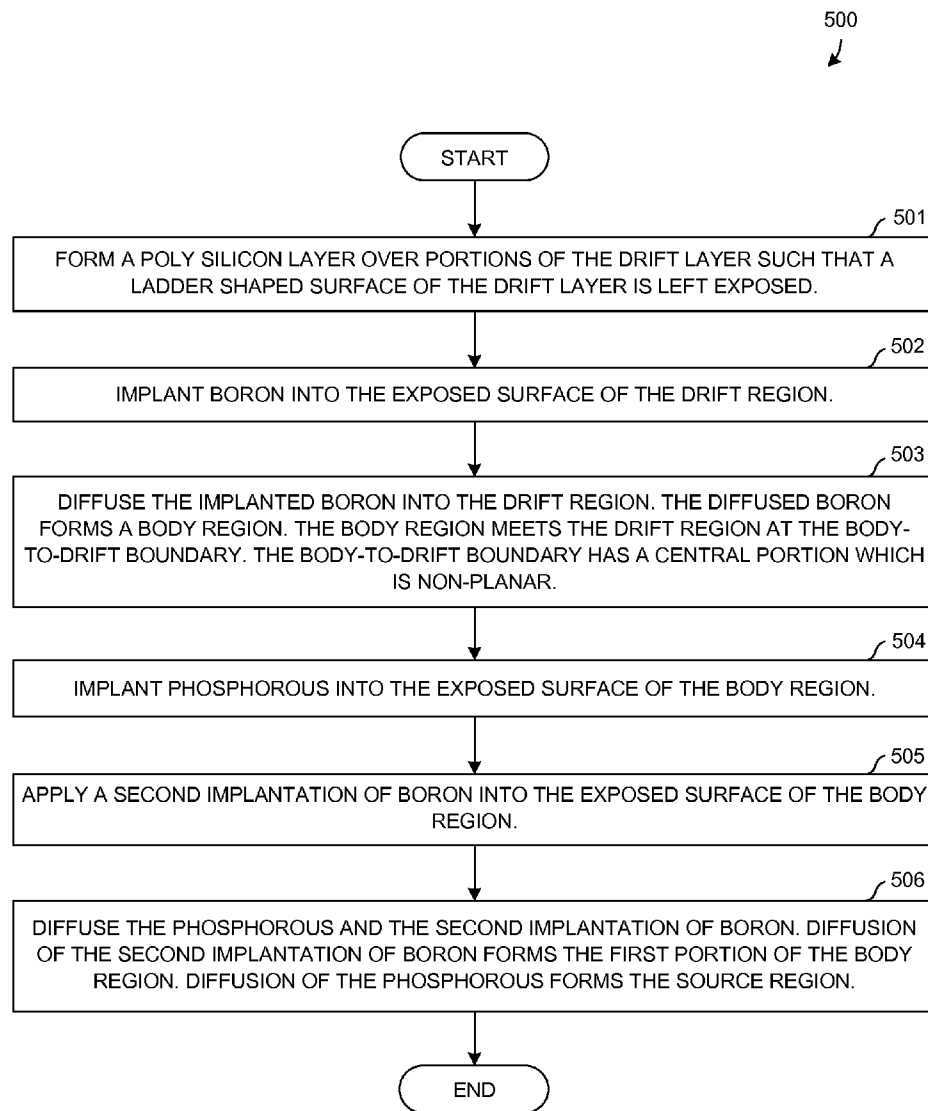 500
START
501
FORM A POLY SILICON LAYER OVER PORTIONS OF THE DRIFT LAYER SUCH THAT A
LADDER SHAPED SURFACE OF THE DRIFT LAYER IS LEFT EXPOSED.
502
IMPLANT BORON INTO THE EXPOSED SURFACE OF THE DRIFT REGION.
503
DIFFUSE THE IMPLANTED BORON INTO THE DRIFT REGION. THE DIFFUSED BORON
FORMS A BODY REGION. THE BODY REGION MEETS THE DRIFT REGION AT THE BODY-
TO-DRIFT BOUNDARY. THE BODY-TO-DRIFT BOUNDARY HAS A CENTRAL PORTION WHICH
IS NON-PLANAR.
504
IMPLANT PHOSPHOROUS INTO THE EXPOSED SURFACE OF THE BODY REGION.
505
APPLY A SECOND IMPLANTATION OF BORON INTO THE EXPOSED SURFACE OF THE BODY
REGION.
506
DIFFUSE THE PHOSPHOROUS AND THE SECOND IMPLANTATION OF BORON. DIFFUSION
OF THE SECOND IMPLANTATION OF BORON FORMS THE FIRST PORTION OF THE BODY
REGION. DIFFUSION OF THE PHOSPHOROUS FORMS THE SOURCE REGION.
END